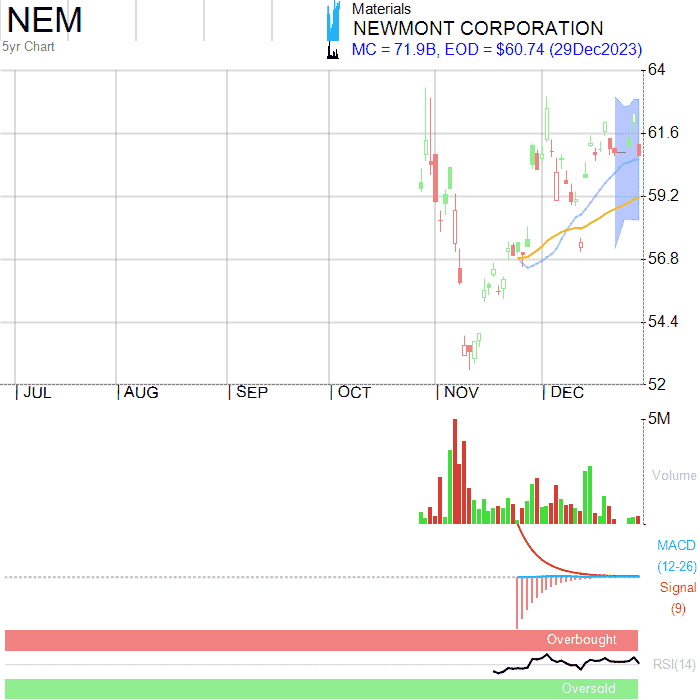 NEM
5yr Chart
Materials
NEWMONT CORPORATION
MC = 71.9B, EOD = $60.74 (29Dec2023)
64
61.6
59.2
56.8
54.4
52
JUL AUG SEP OCT NOV DEC
5M
Volume
MACD
(12-26)
Signal
(9)
Overbought
RSI(14)
Oversold